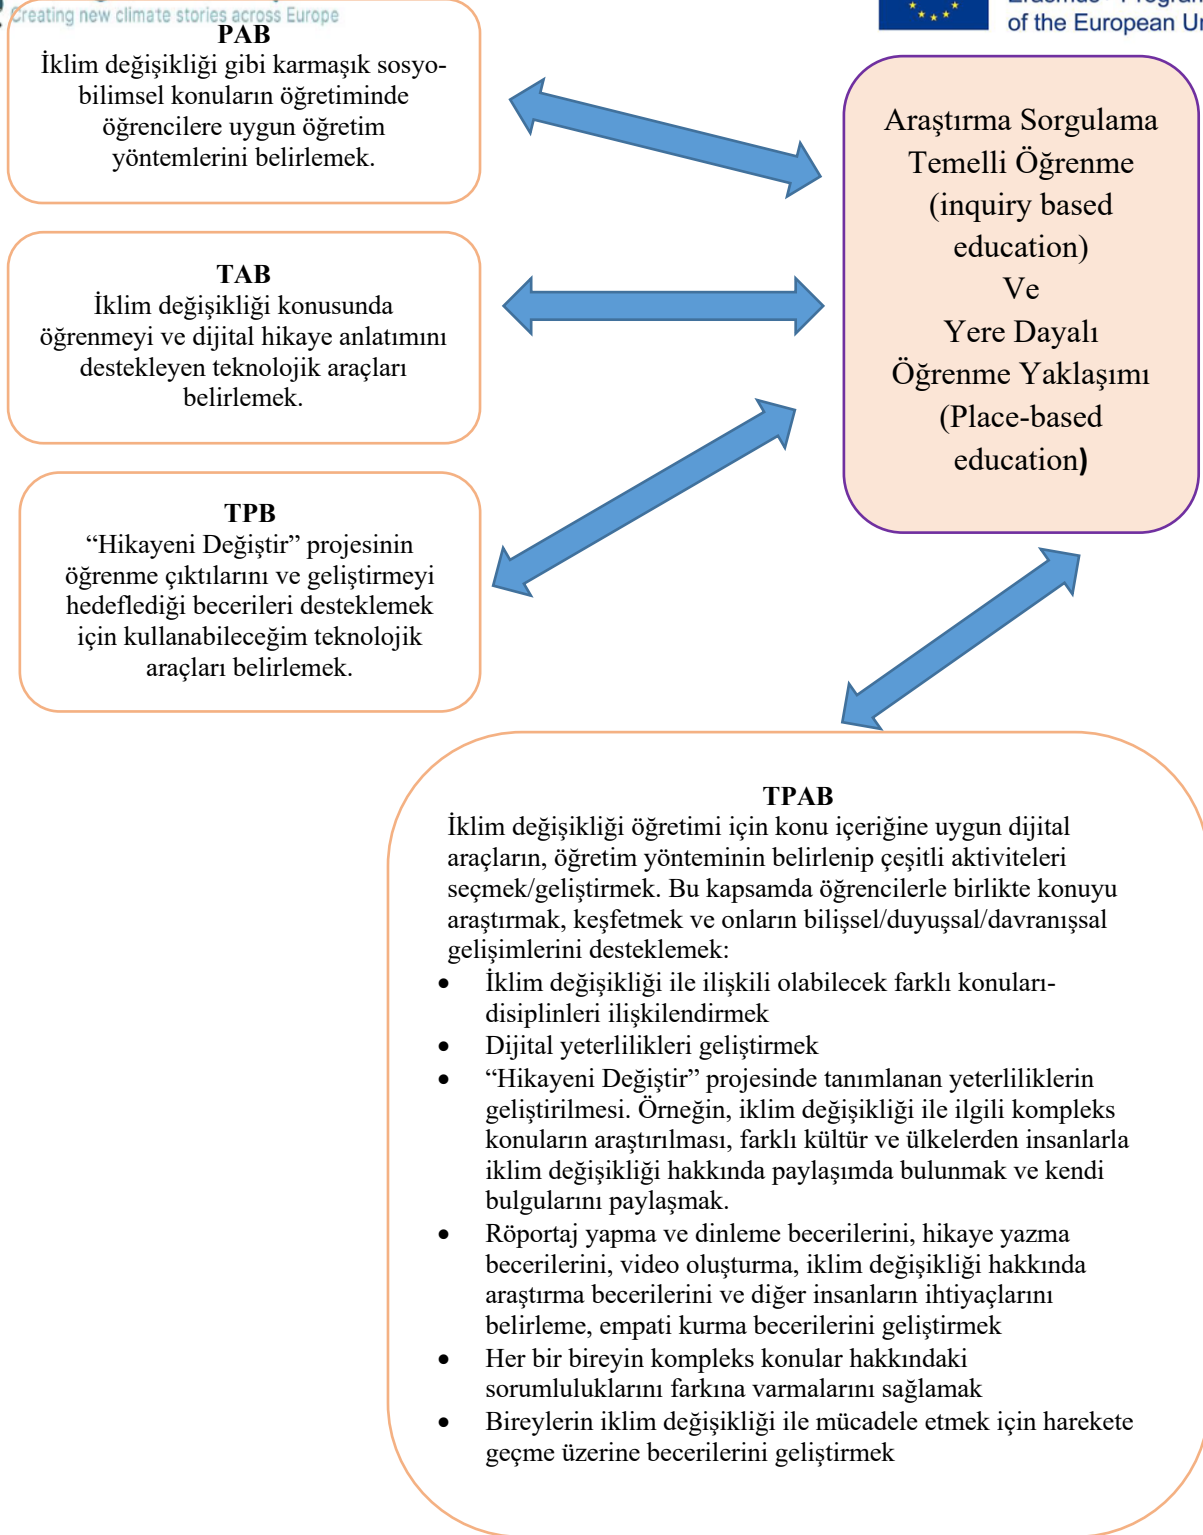 Creating new climate stories across Europe
of the European Un
PAB
İklim değişikliği gibi karmaşık sosyo-
bilimsel konuların öğretiminde
öğrencilere uygun öğretim
yöntemlerini belirlemek.
TAB
İklim değişikliği konusunda
öğrenmeyi ve dijital hikaye anlatımını
destekleyen teknolojik araçları
belirlemek.
TPB
“Hikayeni Değiştir” projesinin
öğrenme çıktılarını ve geliştirmeyi
hedeflediği becerileri desteklemek
için kullanabileceğim teknolojik
araçları belirlemek.
Araştırma Sorgulama
Temelli Öğrenme
(inquiry based
education)
Ve
Yere Dayalı
Öğrenme Yaklaşımı
(Place-based
education)
TPAB
İklim değişikliği öğretimi için konu içeriğine uygun dijital
araçların, öğretim yönteminin belirlenip çeşitli aktiviteleri
seçmek/geliştirmek. Bu kapsamda öğrencilerle birlikte konuyu
araştırmak, keşfetmek ve onların bilişsel/duyuşsal/davranışsal
gelişimlerini desteklemek:
• İklim değişikliği ile ilişkili olabilecek farklı konuları-
disiplinleri ilişkilendirmek
• Dijital yeterlilikleri geliştirmek
• “Hikayeni Değiştir” projesinde tanımlanan yeterliliklerin
geliştirilmesi. Örneğin, iklim değişikliği ile ilgili kompleks
konuların araştırılması, farklı kültür ve ülkelerden insanlarla
iklim değişikliği hakkında paylaşımda bulunmak ve kendi
bulgularını paylaşmak.
• Röportaj yapma ve dinleme becerilerini, hikaye yazma
becerilerini, video oluşturma, iklim değişikliği hakkında
araştırma becerilerini ve diğer insanların ihtiyaçlarını
belirleme, empati kurma becerilerini geliştirmek
• Her bir bireyin kompleks konular hakkındaki
sorumluluklarını farkına varmalarını sağlamak
• Bireylerin iklim değişikliği ile mücadele etmek için harekete
geçme üzerine becerilerini geliştirmek